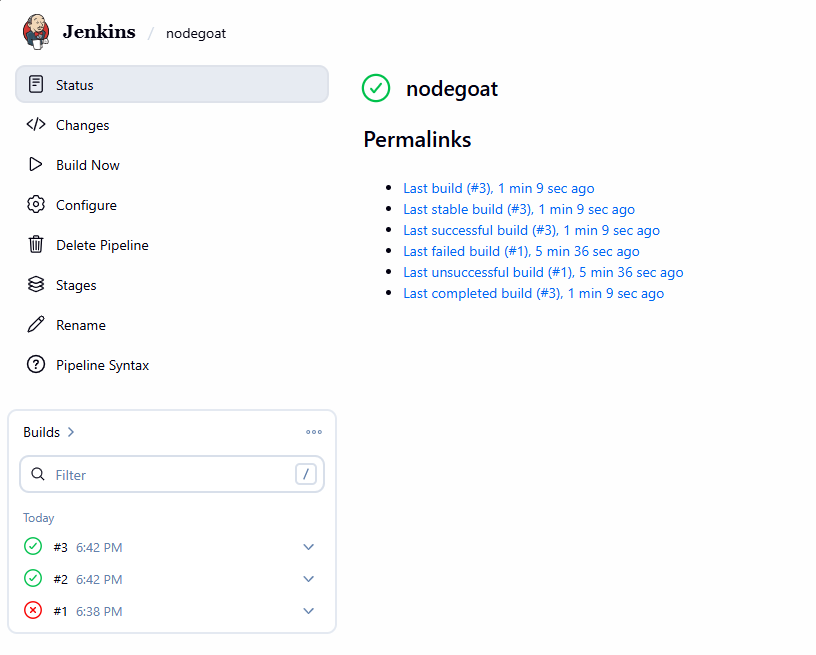 Jenkins / nodegoat
Status
Changes
Build Now
Configure
Delete Pipeline
Stages
Rename
Pipeline Syntax
nodegoat
Permalinks
Last build (#3), 1 min 9 sec ago
Last stable build (#3), 1 min 9 sec ago
Last successful build (#3), 1 min 9 sec ago
Last failed build (#1), 5 min 36 sec ago
Last unsuccessful build (#1), 5 min 36 sec ago
Last completed build (#3), 1 min 9 sec ago
Builds
Filter /
Today
#3 6:42 PM
#2 6:42 PM
#1 6:38 PM